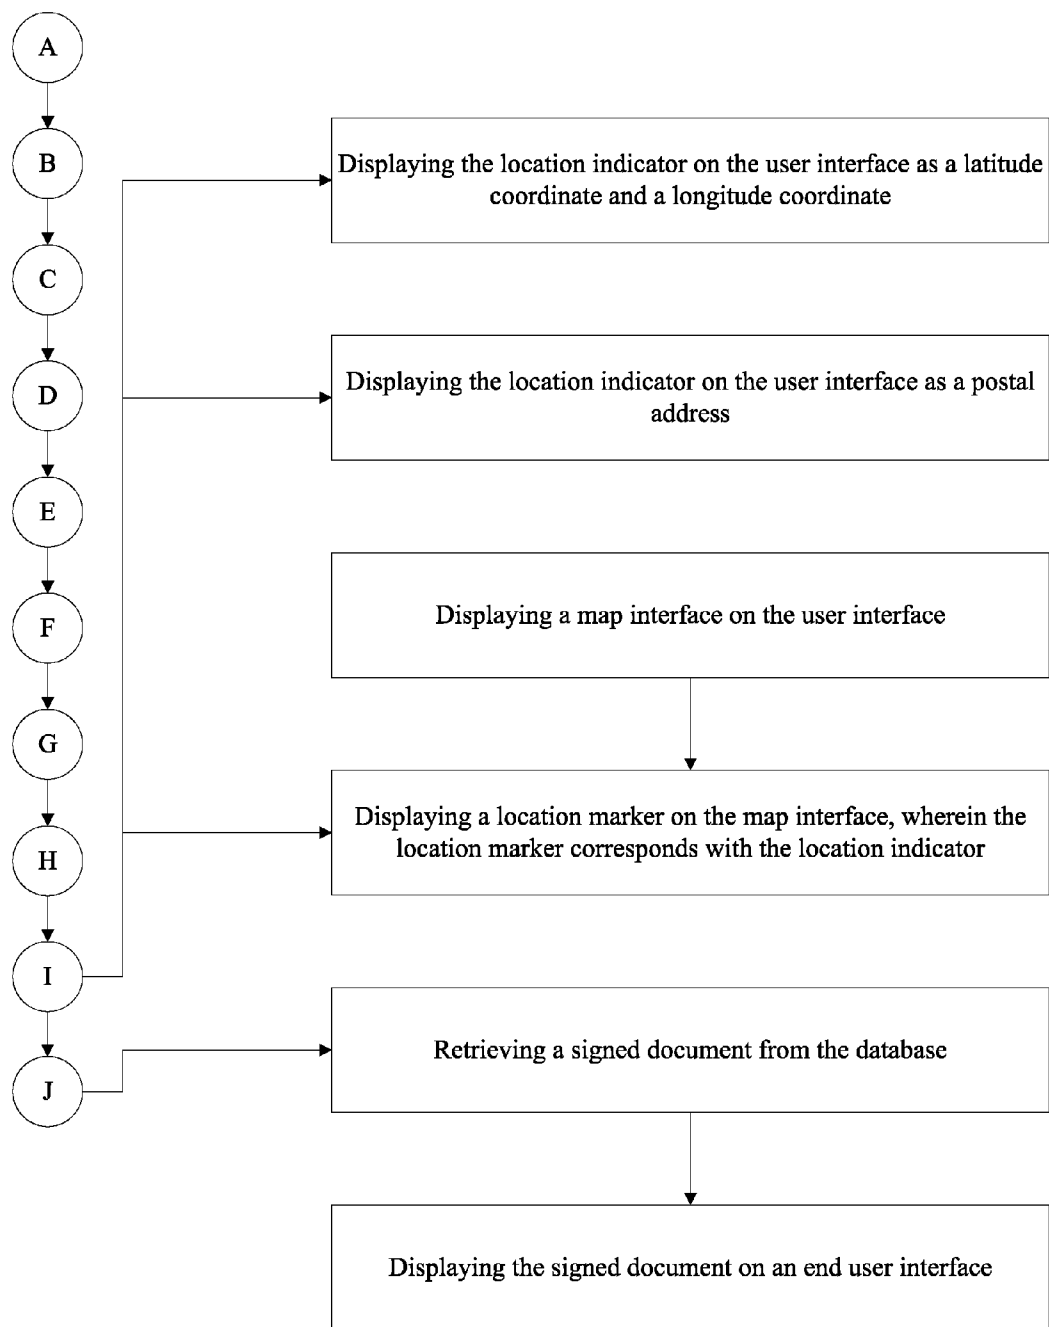 A
B
C
D
E
F
G
H
I
J
Displaying the location indicator on the user interface as a latitude
coordinate and a longitude coordinate
Displaying the location indicator on the user interface as a postal
address
Displaying a map interface on the user interface
Displaying a location marker on the map interface, wherein the
location marker corresponds with the location indicator
Retrieving a signed document from the database
Displaying the signed document on an end user interface